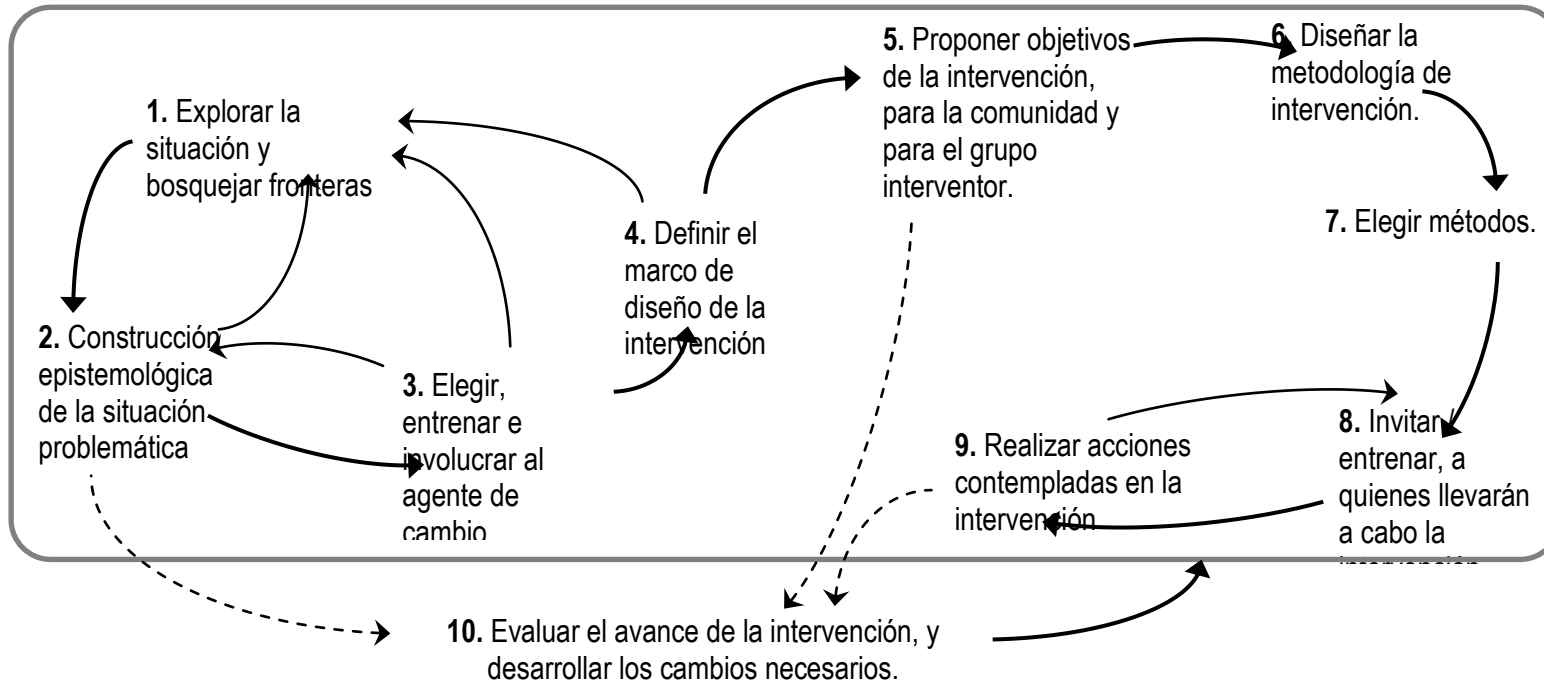 1. Explorar la
situación y
bosquejar fronteras
2. Construcción
epistemológica
de la situación
problemática
3. Elegir,
entrenar e
involucrar al
agente de
cambio
4. Definir el
marco de
diseño de la
intervención
5. Proponer objetivos
de la intervención,
para la comunidad y
para el grupo
interventor.
6. Diseñar la
metodología de
intervención.
7. Elegir métodos.
8. Invitar,
entrenar, a
quienes llevarán
a cabo la
9. Realizar acciones
contempladas en la
intervención
10. Evaluar el avance de la intervención, y
desarrollar los cambios necesarios.